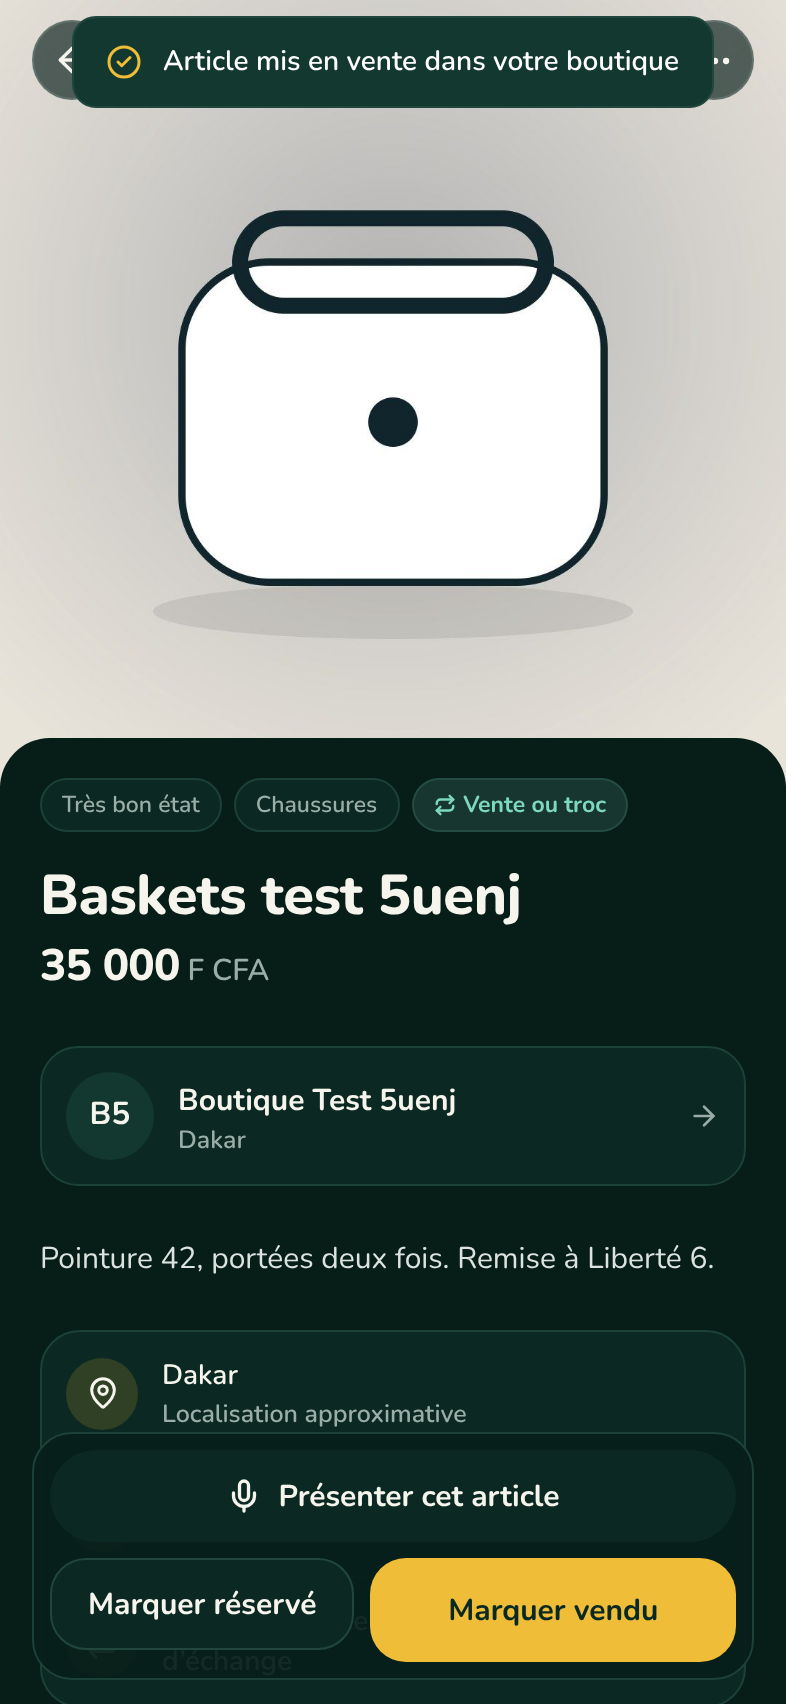 Article mis en vente dans votre boutique
Très bon état
Chaussures
Vente ou troc
Baskets test 5uenj
35 000 F CFA
B5
Boutique Test 5uenj
Dakar
Pointure 42, portées deux fois. Remise à Liberté 6.
Dakar
Localisation approximative
Présenter cet article
Marquer réservé
Marquer vendu
d'échange